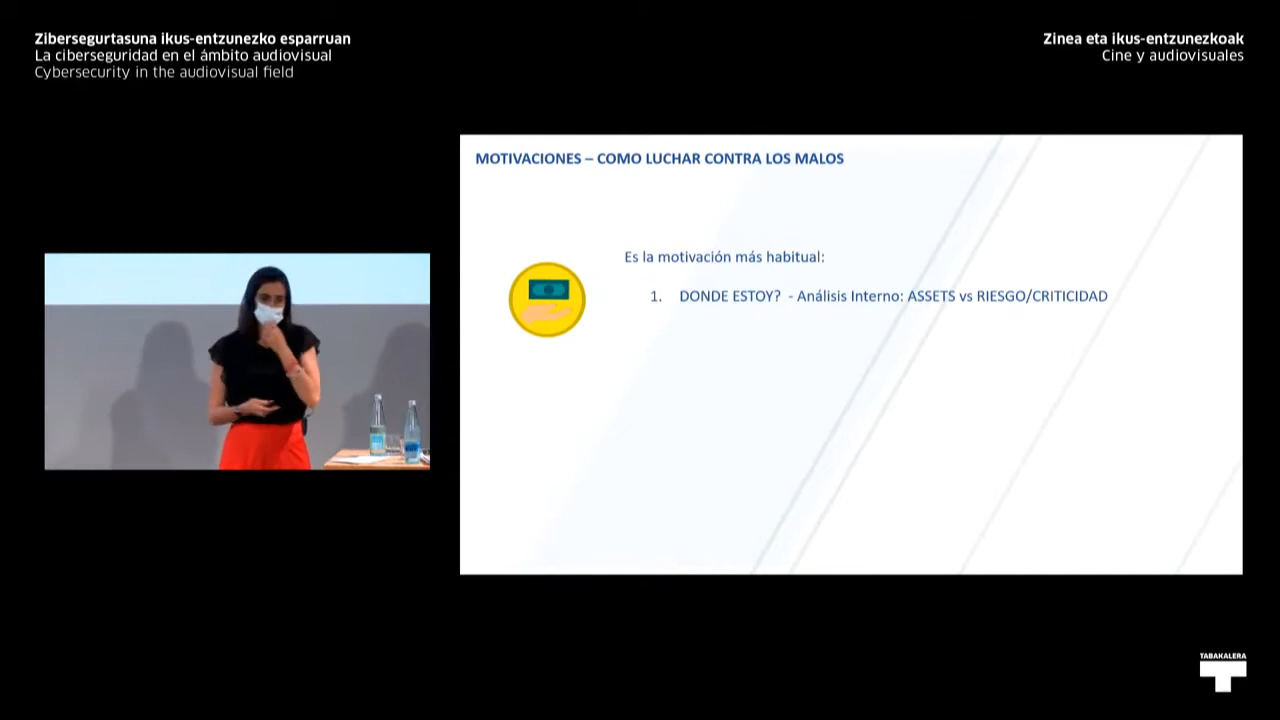 Zibersegurtasuna ikus-entzunezko esparruan
La ciberseguridad en el ámbito audiovisual
Cybersecurity in the audiovisual field
Zinea eta ikus-entzunezkoak
Cine y audiovisuales
MOTIVACIONES – COMO LUCHAR CONTRA LOS MALOS
Es la motivación más habitual:
1. DONDE ESTOY? - Análisis Interno: ASSETS vs RIESGO/CRITICIDAD
TABAKALERA